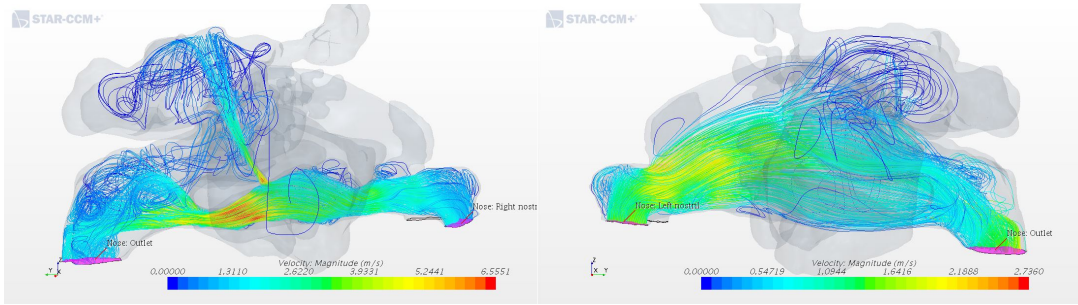 STAR-CCM+
Nose: Right nostr
Nose: Outlet
Y X
Velocity: Magnitude (m/s)
0.00000 1.3110 2.6220 3.9331 5.2441 6.5551
STAR-CCM+
Nose: Left nostril
Nose: Outlet
Z
X Y
Velocity: Magnitude (m/s)
0.00000 0.54719 1.0944 1.6416 2.1888 2.7360